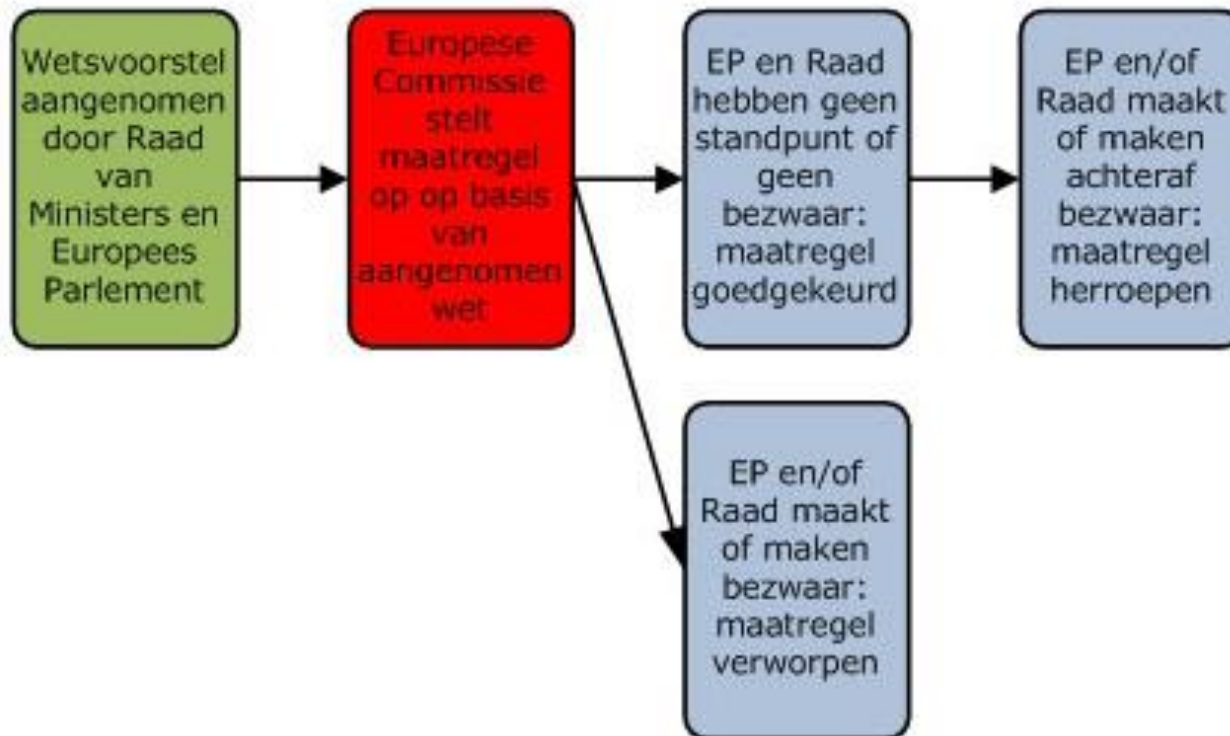 Wetsvoorstel
aangenomen
door Raad
van
Ministers en
Europees
Parlement
Europese
Commissie
stelt
maatregel
op op basis
van
aangenomen
wet
EP en Raad
hebben geen
standpunt of
geen
bezwaar:
maatregel
goedgekeurd
EP en/of
Raad maakt
of maken
achteraf
bezwaar:
maatregel
herroepen
EP en/of
Raad maakt
of maken
bezwaar:
maatregel
verworpen